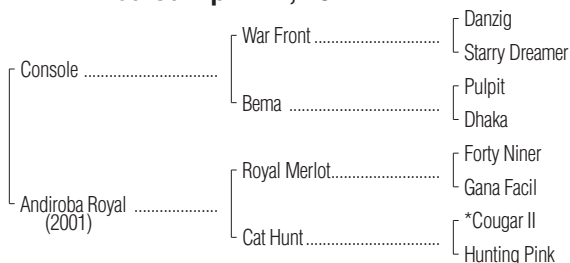 Danzig
War Front
Starry Dreamer
Console
Pulpit
Bema
Dhaka
Forty Niner
Royal Merlot
Gana Facil
Andiroba Royal
(2001)
*Cougar II
Cat Hunt
Hunting Pink